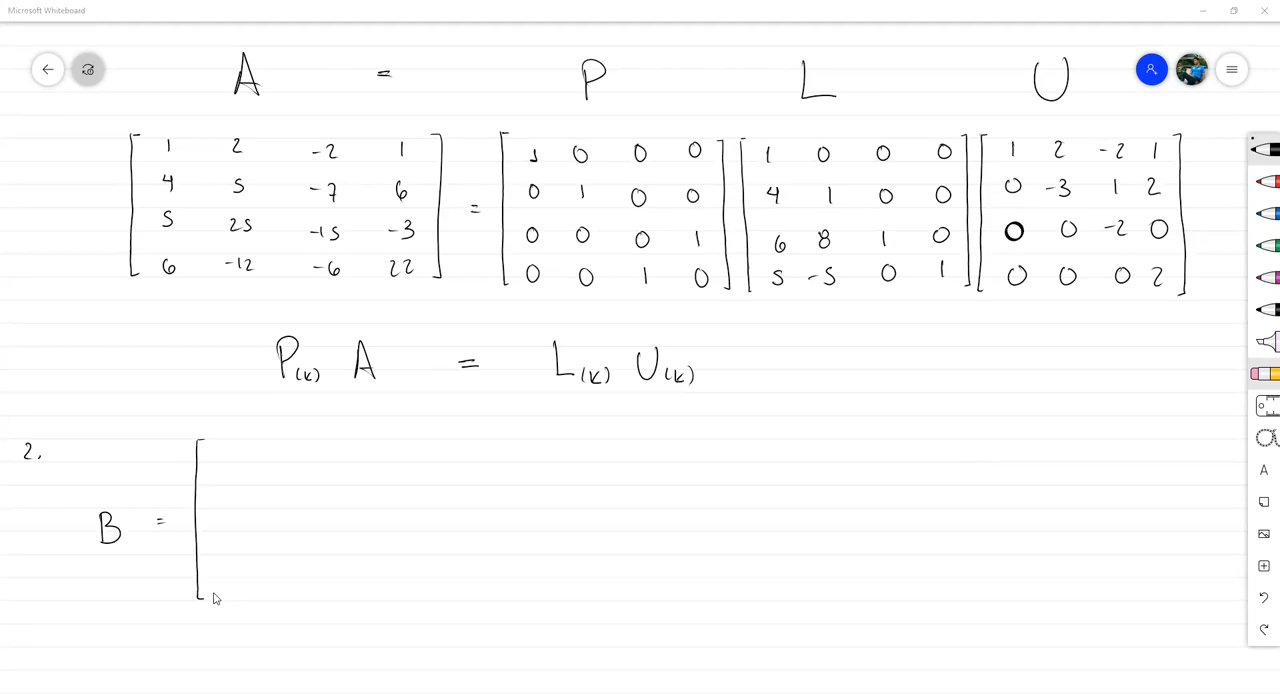 Microsoft Whiteboard
A = P L U
1 2 -2 1 1 0 0 0 1 0 0 0 1 2 -2 1
4 5 -7 6 0 1 0 0 4 1 0 0 0 -3 1 2
5 25 -15 -3 = 0 0 0 1 6 8 1 0 0 0 -2 0
6 -12 -6 22 0 0 1 0 5 -5 0 1 0 0 0 2
P(k) A = L(k) U(k)
2.
B =
A